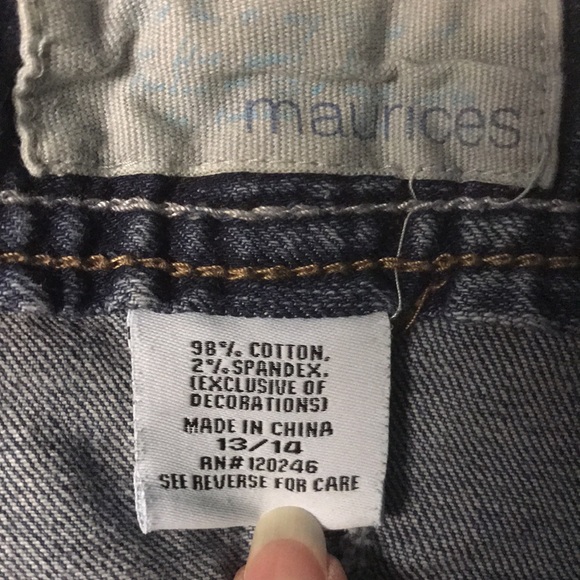 maurices
98% COTTON,
2% SPANDEX.
(EXCLUSIVE OF
DECORATIONS)
MADE IN CHINA
13/14
RN# 120246
SEE REVERSE FOR CARE